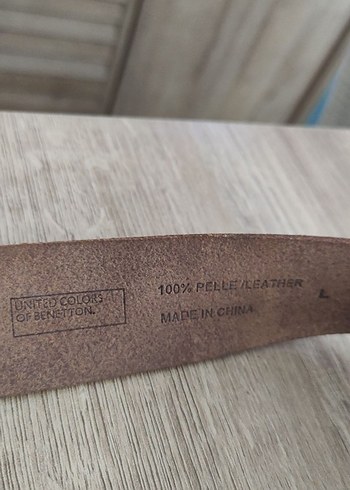 UNITED COLORS
OF BENETTON.
100% PELLE/LEATHER
MADE IN CHINA
L